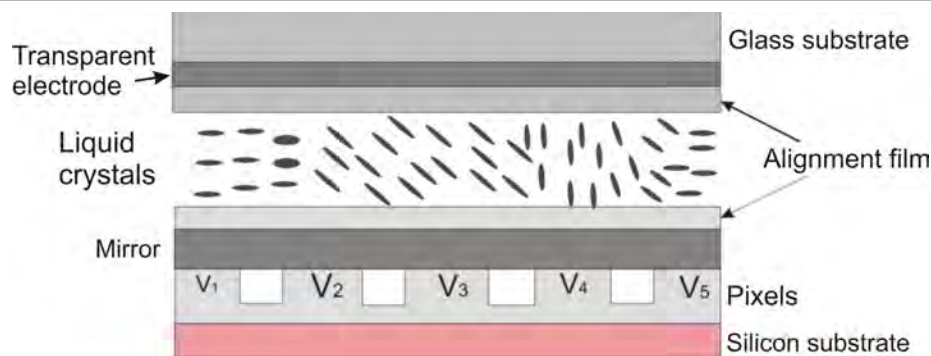 Glass substrate
Transparent
electrode
Liquid
crystals
Alignment film
Mirror
V1 V2 V3 V4 V5
Pixels
Silicon substrate